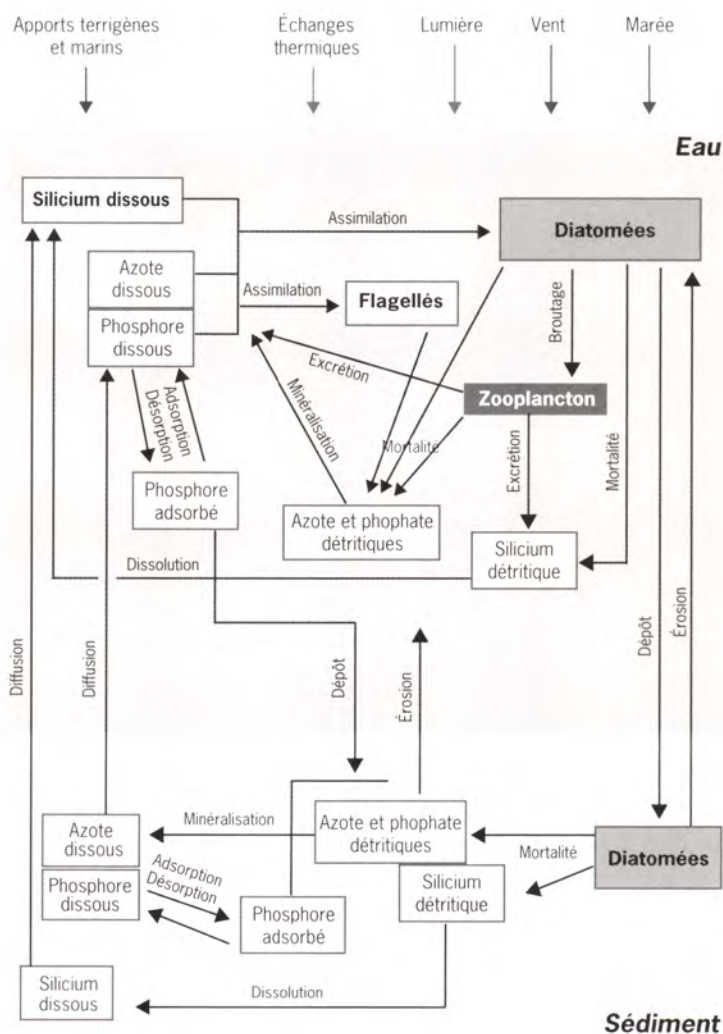 Apports terrigènes
et marins
Échanges
thermiques
Lumière
Vent
Marée
Eau
Silicium dissous
Assimilation
Diatomées
Azote
dissous
Assimilation
Flagellés
Phosphore
dissous
Broutage
Excrétion
Minéralisation
Zooplancton
Adsorption
Désorption
Mortalité
Excrétion
Mortalité
Phosphore
adsorbé
Azote et phophate
détritiques
Silicium
détritique
Dissolution
Diffusion
Diffusion
Dépôt
Érosion
Dépôt
Érosion
Minéralisation
Azote
dissous
Azote et phophate
détritiques
Mortalité
Diatomées
Adsorption
Désorption
Phosphore
dissous
Silicium
détritique
Phosphore
adsorbé
Silicium
dissous
Dissolution
Sédiment